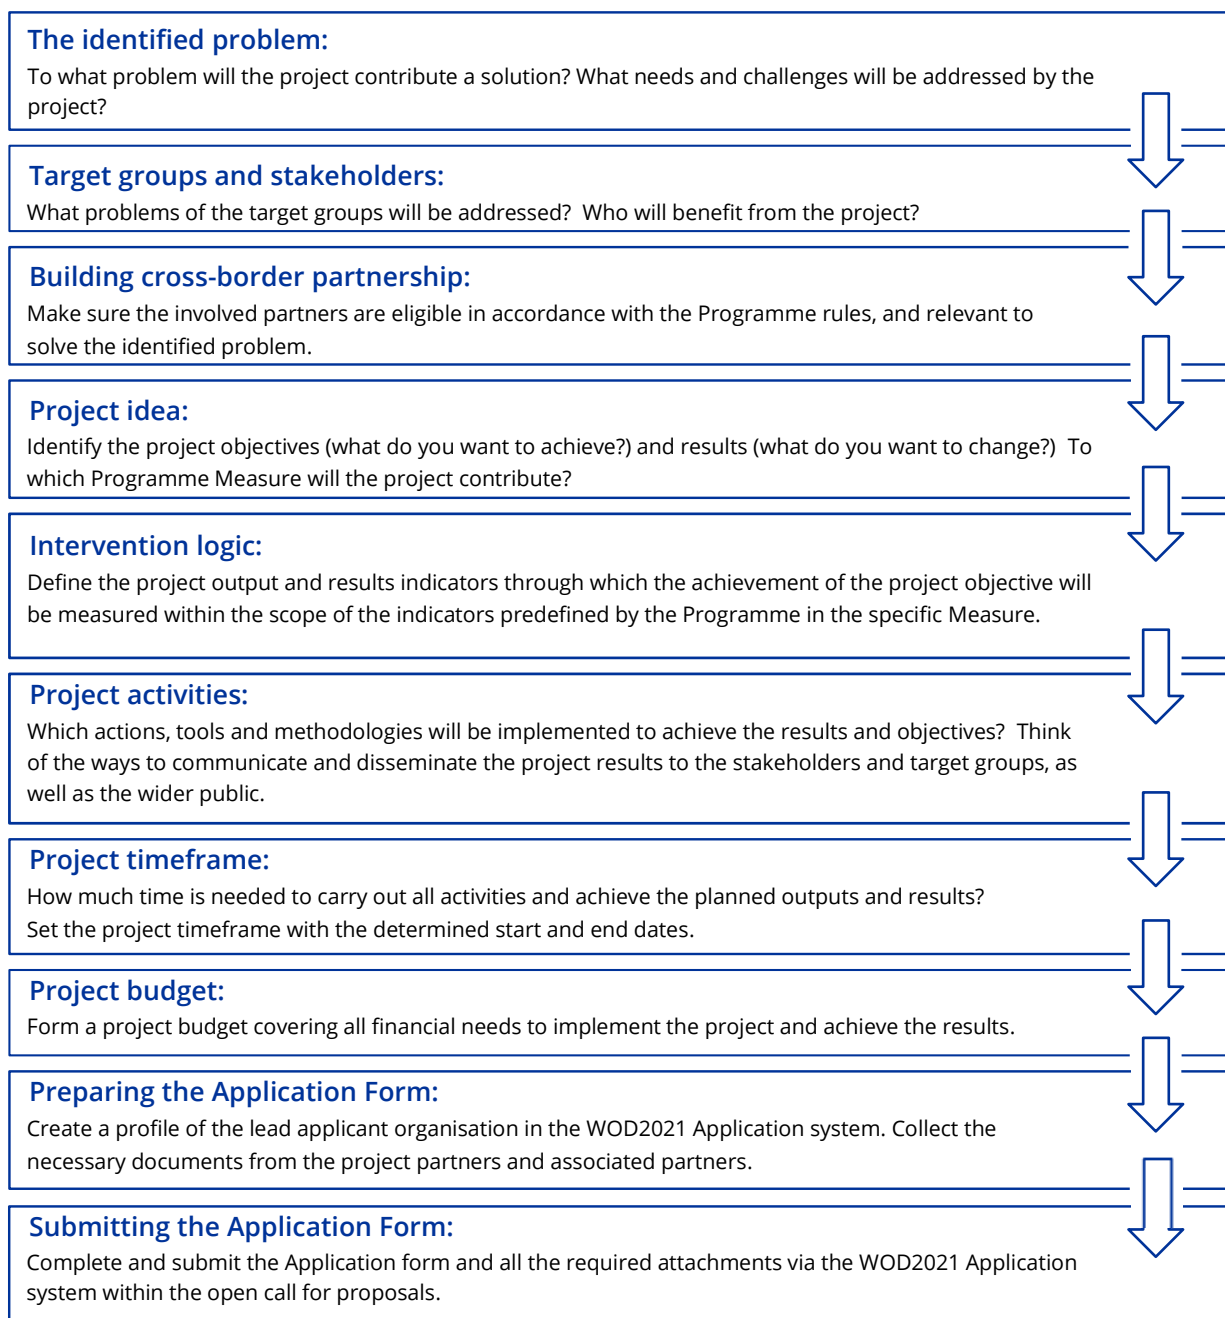 The identified problem:
To what problem will the project contribute a solution? What needs and challenges will be addressed by the
project?
Target groups and stakeholders:
What problems of the target groups will be addressed?  Who will benefit from the project?
Building cross-border partnership:
Make sure the involved partners are eligible in accordance with the Programme rules, and relevant to
solve the identified problem.
Project idea:
Identify the project objectives (what do you want to achieve?) and results (what do you want to change?)  To
which Programme Measure will the project contribute?
Intervention logic:
Define the project output and results indicators through which the achievement of the project objective will
be measured within the scope of the indicators predefined by the Programme in the specific Measure.
Project activities:
Which actions, tools and methodologies will be implemented to achieve the results and objectives?  Think
of the ways to communicate and disseminate the project results to the stakeholders and target groups, as
well as the wider public.
Project timeframe:
How much time is needed to carry out all activities and achieve the planned outputs and results?
Set the project timeframe with the determined start and end dates.
Project budget:
Form a project budget covering all financial needs to implement the project and achieve the results.
Preparing the Application Form:
Create a profile of the lead applicant organisation in the WOD2021 Application system. Collect the
necessary documents from the project partners and associated partners.
Submitting the Application Form:
Complete and submit the Application form and all the required attachments via the WOD2021 Application
system within the open call for proposals.